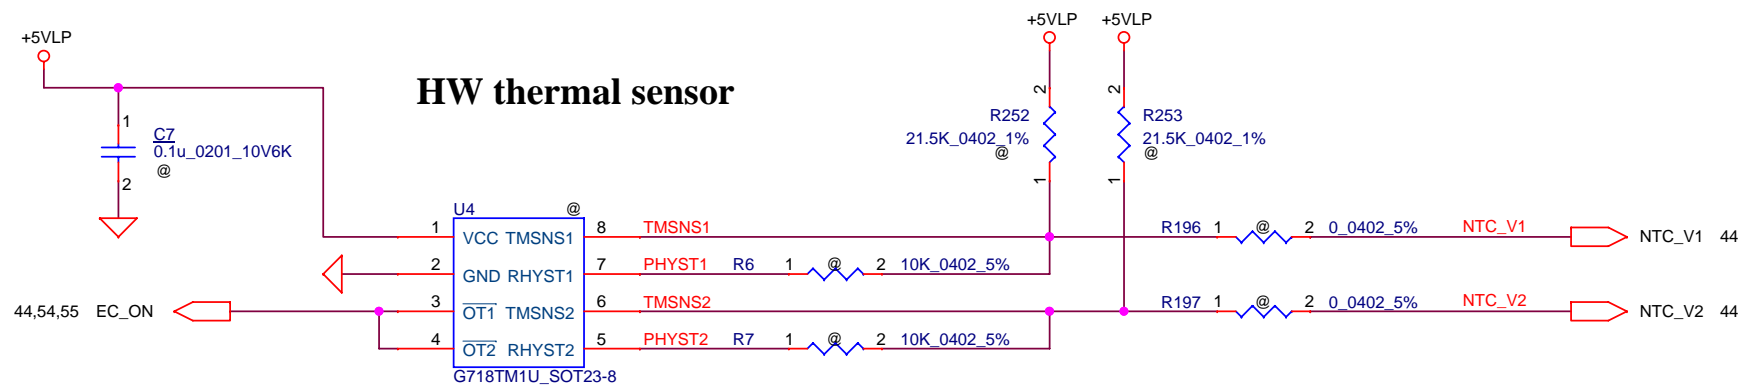 +5VLP +5VLP
+5VLP
HW thermal sensor
2 2
R252 R253
21.5K_0402_1% 21.5K_0402_1%
@ @
1 1
1
C7
0.1u_0201_10V6K
@
2
U4 @
1 VCC TMSNS1 8 TMSNS1 R196 1 @ 2 0_0402_5% NTC_V1 NTC_V1 44
2 GND RHYST1 7 PHYST1 R6 1 @ 2 10K_0402_5%
44,54,55 EC_ON 3 OT1 TMSNS2 6 TMSNS2 R197 1 @ 2 0_0402_5% NTC_V2 NTC_V2 44
4 OT2 RHYST2 5 PHYST2 R7 1 @ 2 10K_0402_5%
G718TM1U_SOT23-8